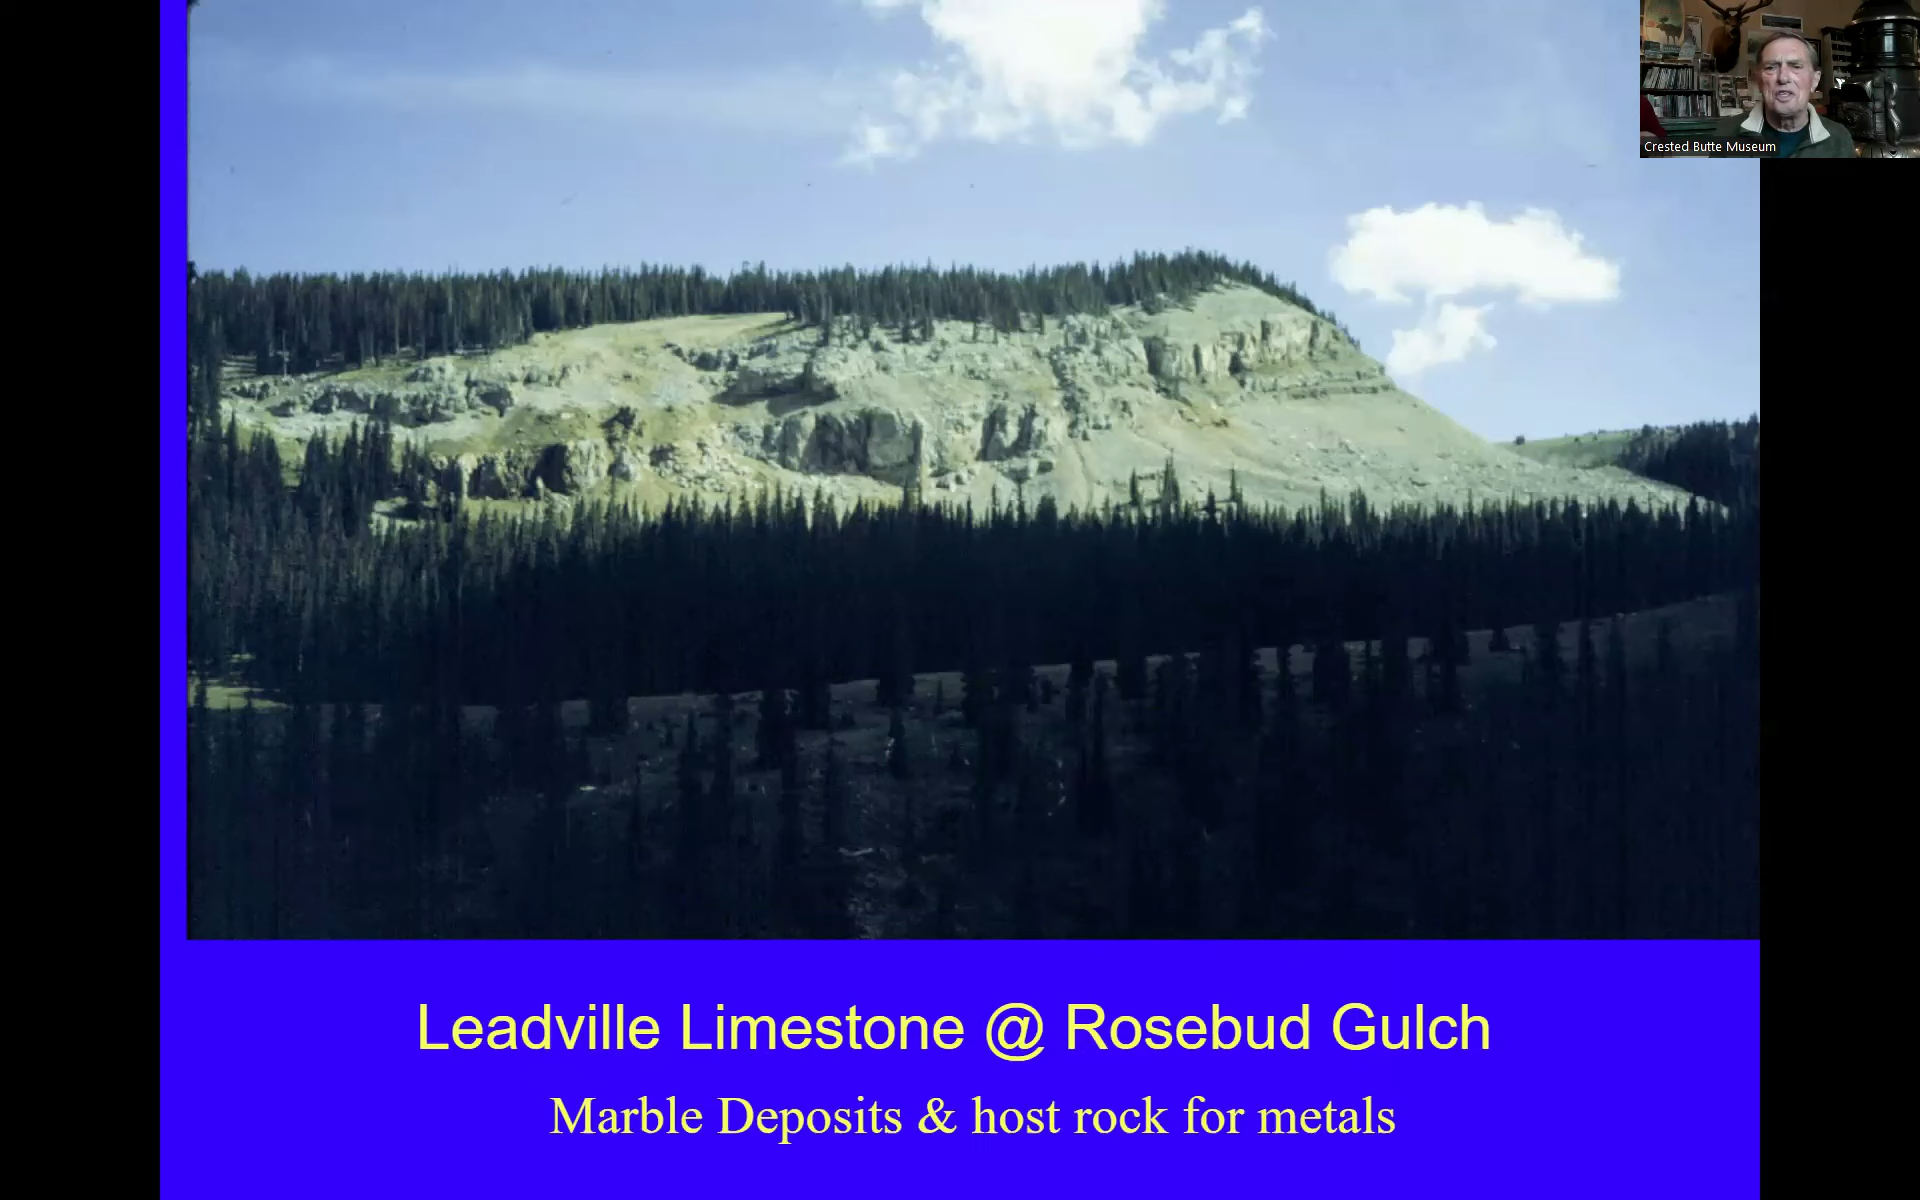 Crested Butte Museum
Leadville Limestone @ Rosebud Gulch
Marble Deposits & host rock for metals